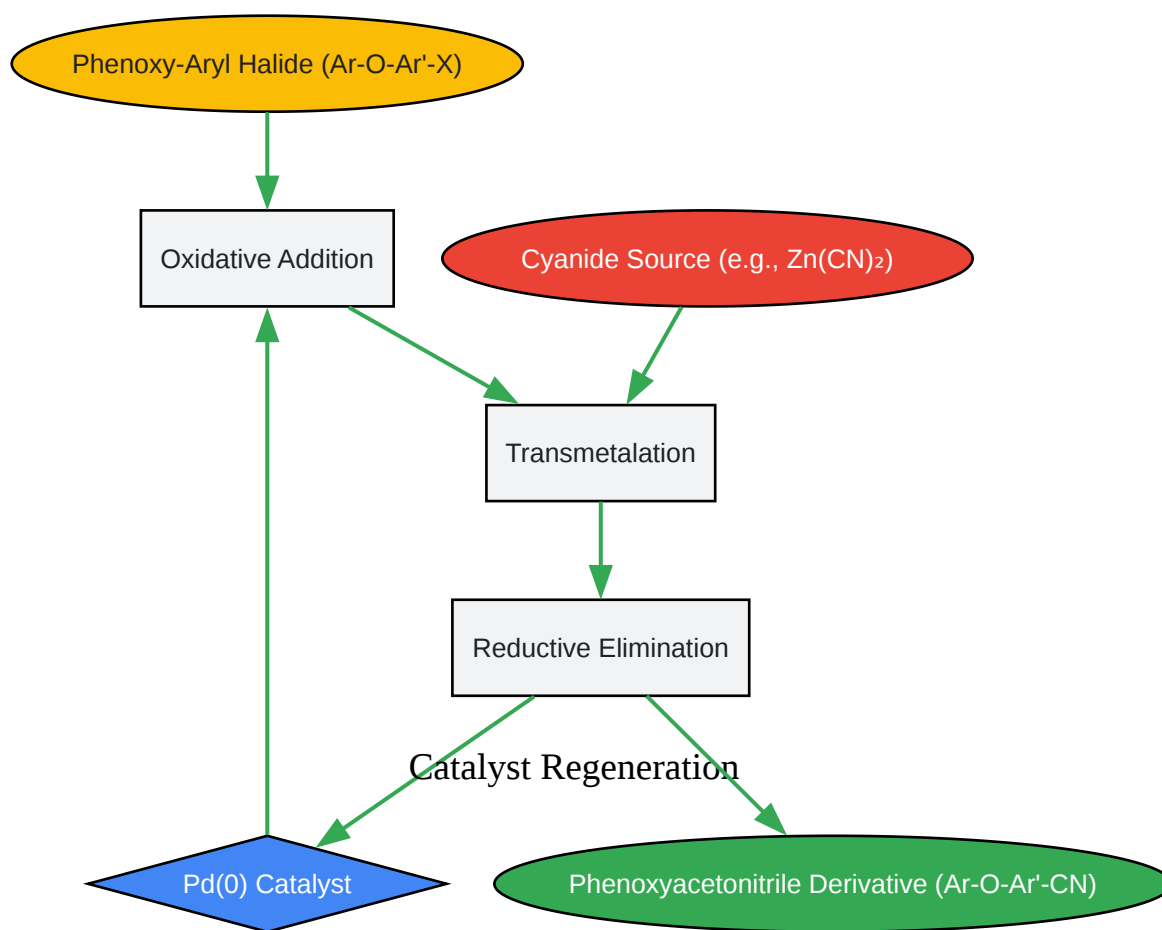 Phenoxy-Aryl Halide (Ar-O-Ar'-X)
Oxidative Addition
Cyanide Source (e.g., Zn(CN)₂)
Transmetalation
Reductive Elimination
Catalyst Regeneration
Pd(0) Catalyst
Phenoxyacetonitrile Derivative (Ar-O-Ar'-CN)